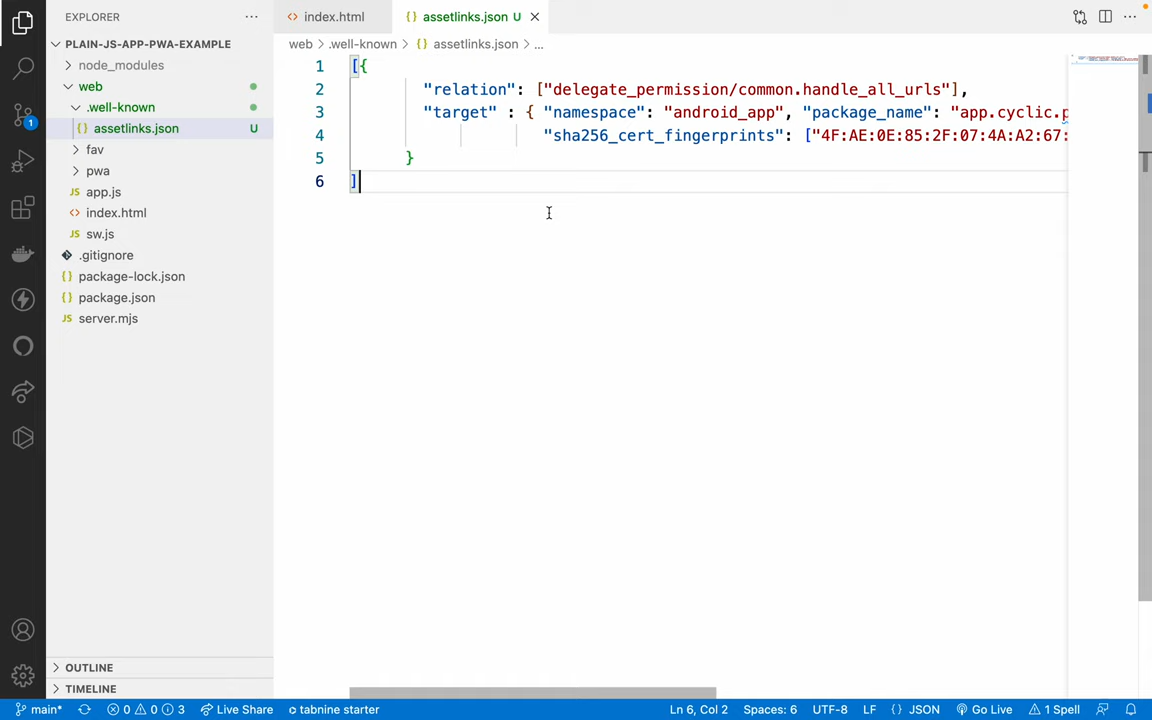 EXPLORER
PLAIN-JS-APP-PWA-EXAMPLE
node_modules
web
.well-known
{} assetlinks.json U
fav
pwa
JS app.js
<> index.html
JS sw.js
.gitignore
{} package-lock.json
{} package.json
JS server.mjs
OUTLINE
TIMELINE
<> index.html
{} assetlinks.json U
web > .well-known > {} assetlinks.json > ...
1 [{
2 "relation": ["delegate_permission/common.handle_all_urls"],
3 "target" : { "namespace": "android_app", "package_name": "app.cyclic.p
4 "sha256_cert_fingerprints": ["4F:AE:0E:85:2F:07:4A:A2:67:
5 }
6 ]
1
main* 0 0 3 Live Share tabnine starter Ln 6, Col 2 Spaces: 6 UTF-8 LF {} JSON Go Live 1 Spell